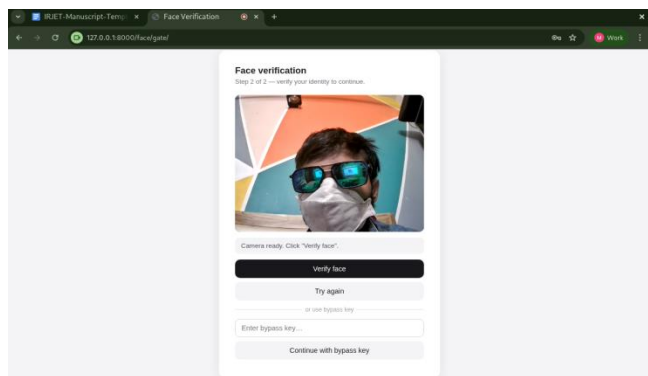 IRJET-Manuscript-Temp
Face Verification
127.0.0.1:8000/face/gate/
Work
Face verification
Step 2 of 2 — verify your identity to continue.
Camera ready. Click "Verify face".
Verify face
Try again
or use bypass key
Enter bypass key...
Continue with bypass key